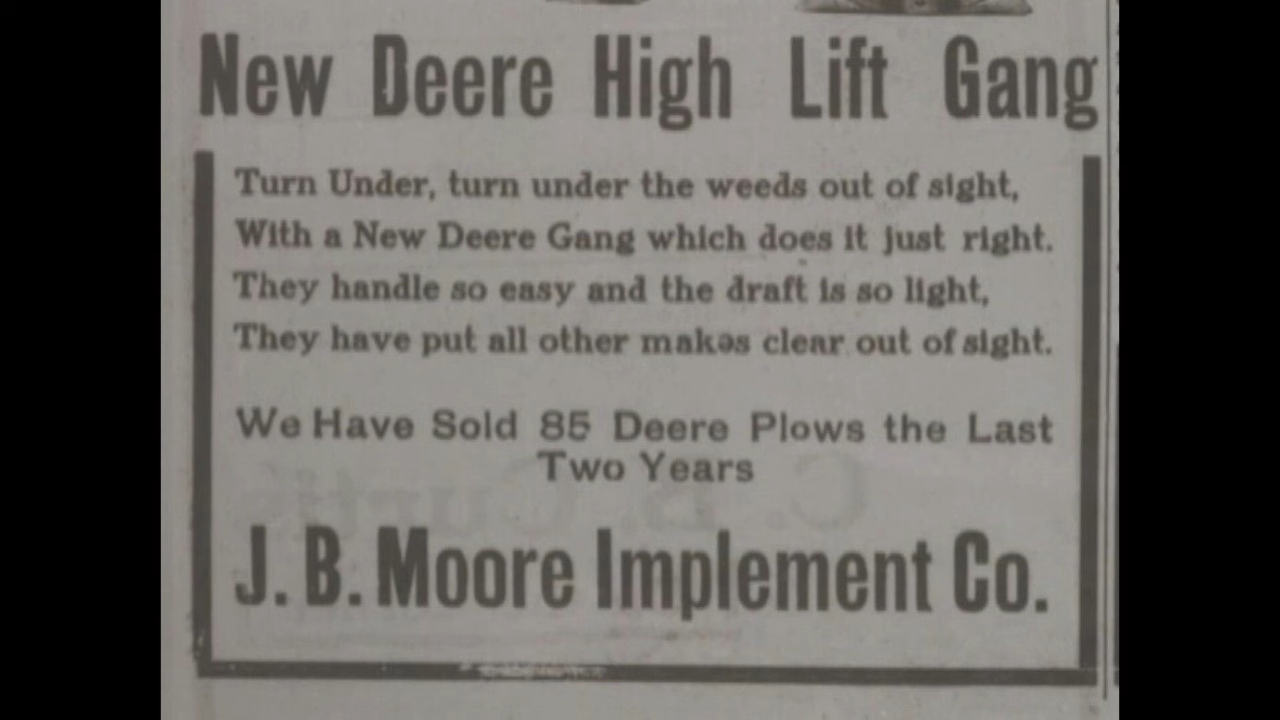 New Deere High Lift Gang
Turn Under, turn under the weeds out of sight,
With a New Deere Gang which does it just right.
They handle so easy and the draft is so light,
They have put all other makes clear out of sight.
We Have Sold 85 Deere Plows the Last
Two Years
J. B. Moore Implement Co.